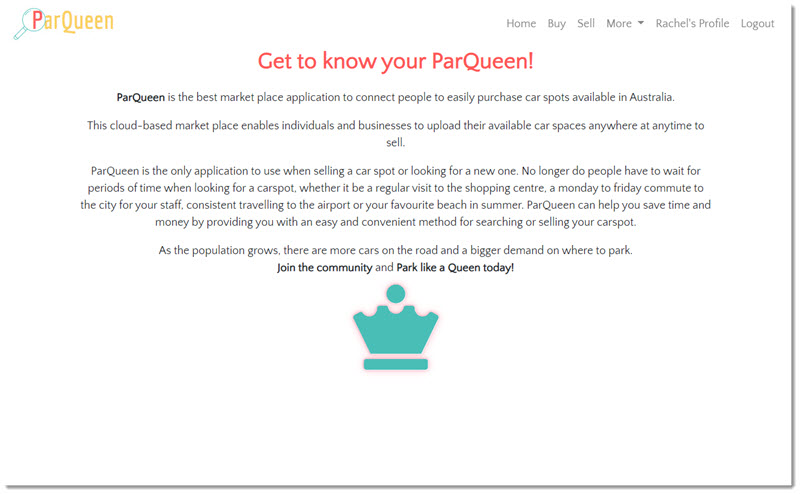 ParQueen
Home Buy Sell More Rachel's Profile Logout
Get to know your ParQueen!
ParQueen is the best market place application to connect people to easily purchase car spots available in Australia.
This cloud-based market place enables individuals and businesses to upload their available car spaces anywhere at anytime to
sell.
ParQueen is the only application to use when selling a car spot or looking for a new one. No longer do people have to wait for
periods of time when looking for a carspot, whether it be a regular visit to the shopping centre, a monday to friday commute to
the city for your staff, consistent travelling to the airport or your favourite beach in summer. ParQueen can help you save time and
money by providing you with an easy and convenient method for searching or selling your carspot.
As the population grows, there are more cars on the road and a bigger demand on where to park.
Join the community and Park like a Queen today!